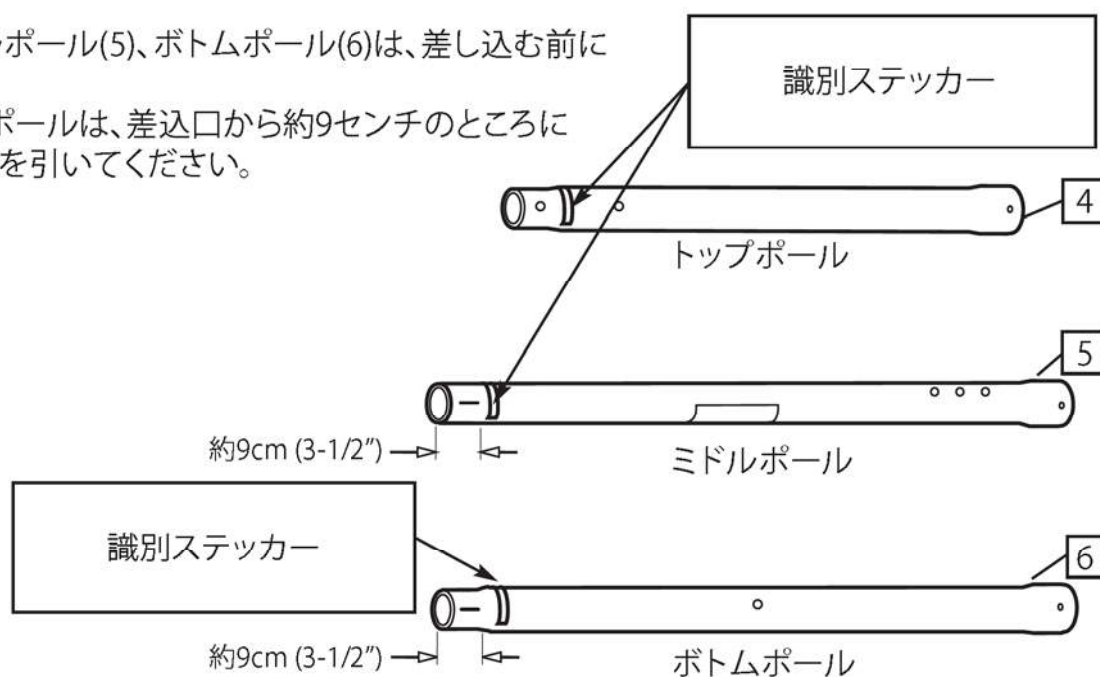 ポール(5)、ボトムポール(6)は、差し込む前に
ポールは、差込口から約9センチのところに
を引いてください。
識別ステッカー
4
トップポール
5
約9cm (3-1/2")
ミドルポール
識別ステッカー
6
約9cm (3-1/2")
ボトムポール